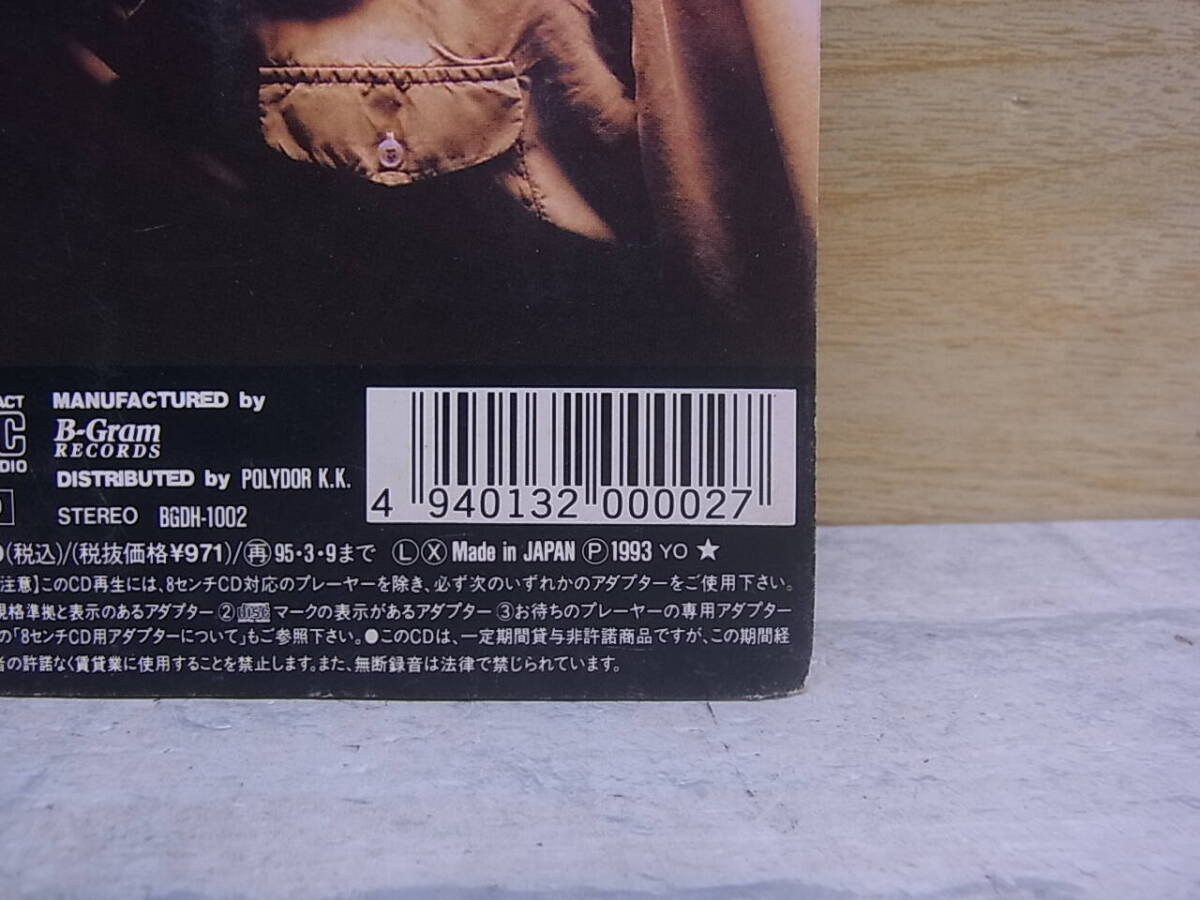 MANUFACTURED by
B-Gram
RECORDS
DISTRIBUTED by POLYDOR K.K.
STEREO BGDH-1002
4 940132 000027
(税込)/(税抜価格¥971)/再 95・3・9まで Ⓛ Ⓧ Made in JAPAN Ⓟ 1993 YO ★
注意】このCD再生には、8センチCD対応のプレーヤーを除き、必ず次のいずれかのアダプターをご使用下さい。
規格準拠と表示のあるアダプター ② disc マークの表示があるアダプター ③お待ちのプレーヤーの専用アダプター
の「8センチCD用アダプターについて」もご参照下さい。●このCDは、一定期間貸与非許諾商品ですが、この期間経
者の許諾なく賃貸業に使用することを禁止します。また、無断録音は法律で禁じられています。